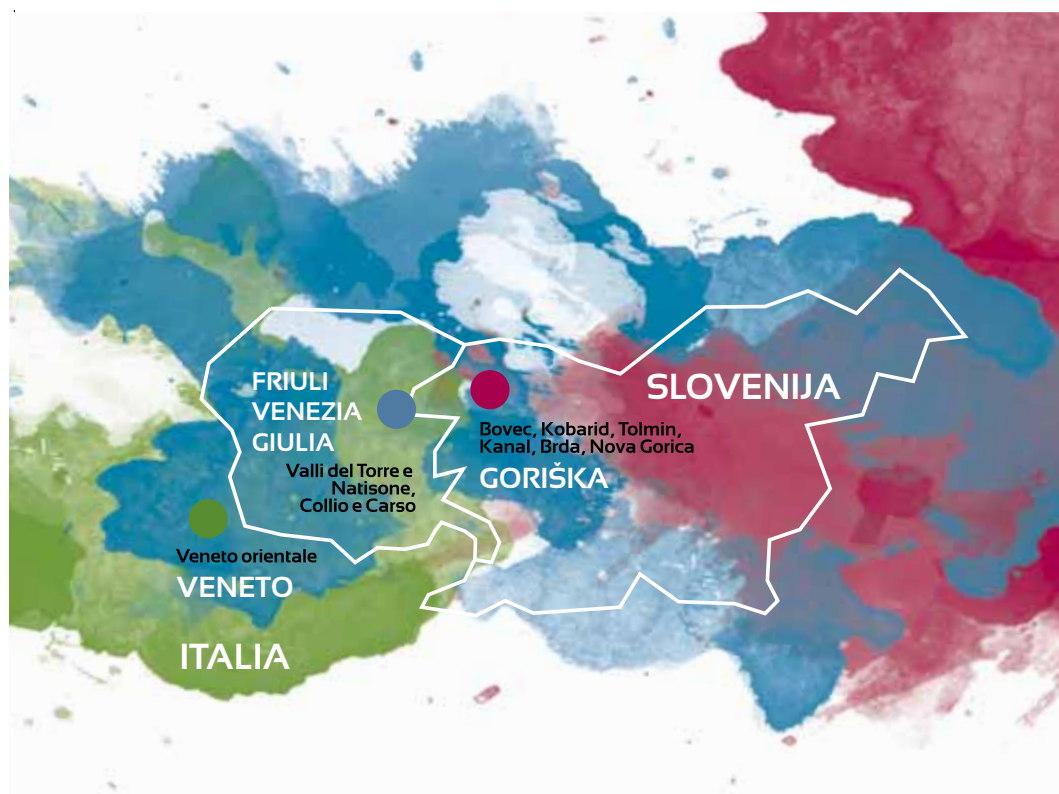 SLOVENIJA
FRIULI
VENEZIA
GIULIA
Bovec, Kobarid, Tolmin,
Kanal, Brda, Nova Gorica
GORIŠKA
Valli del Torre e
Natisone,
Collio e Carso
Veneto orientale
VENETO
ITALIA